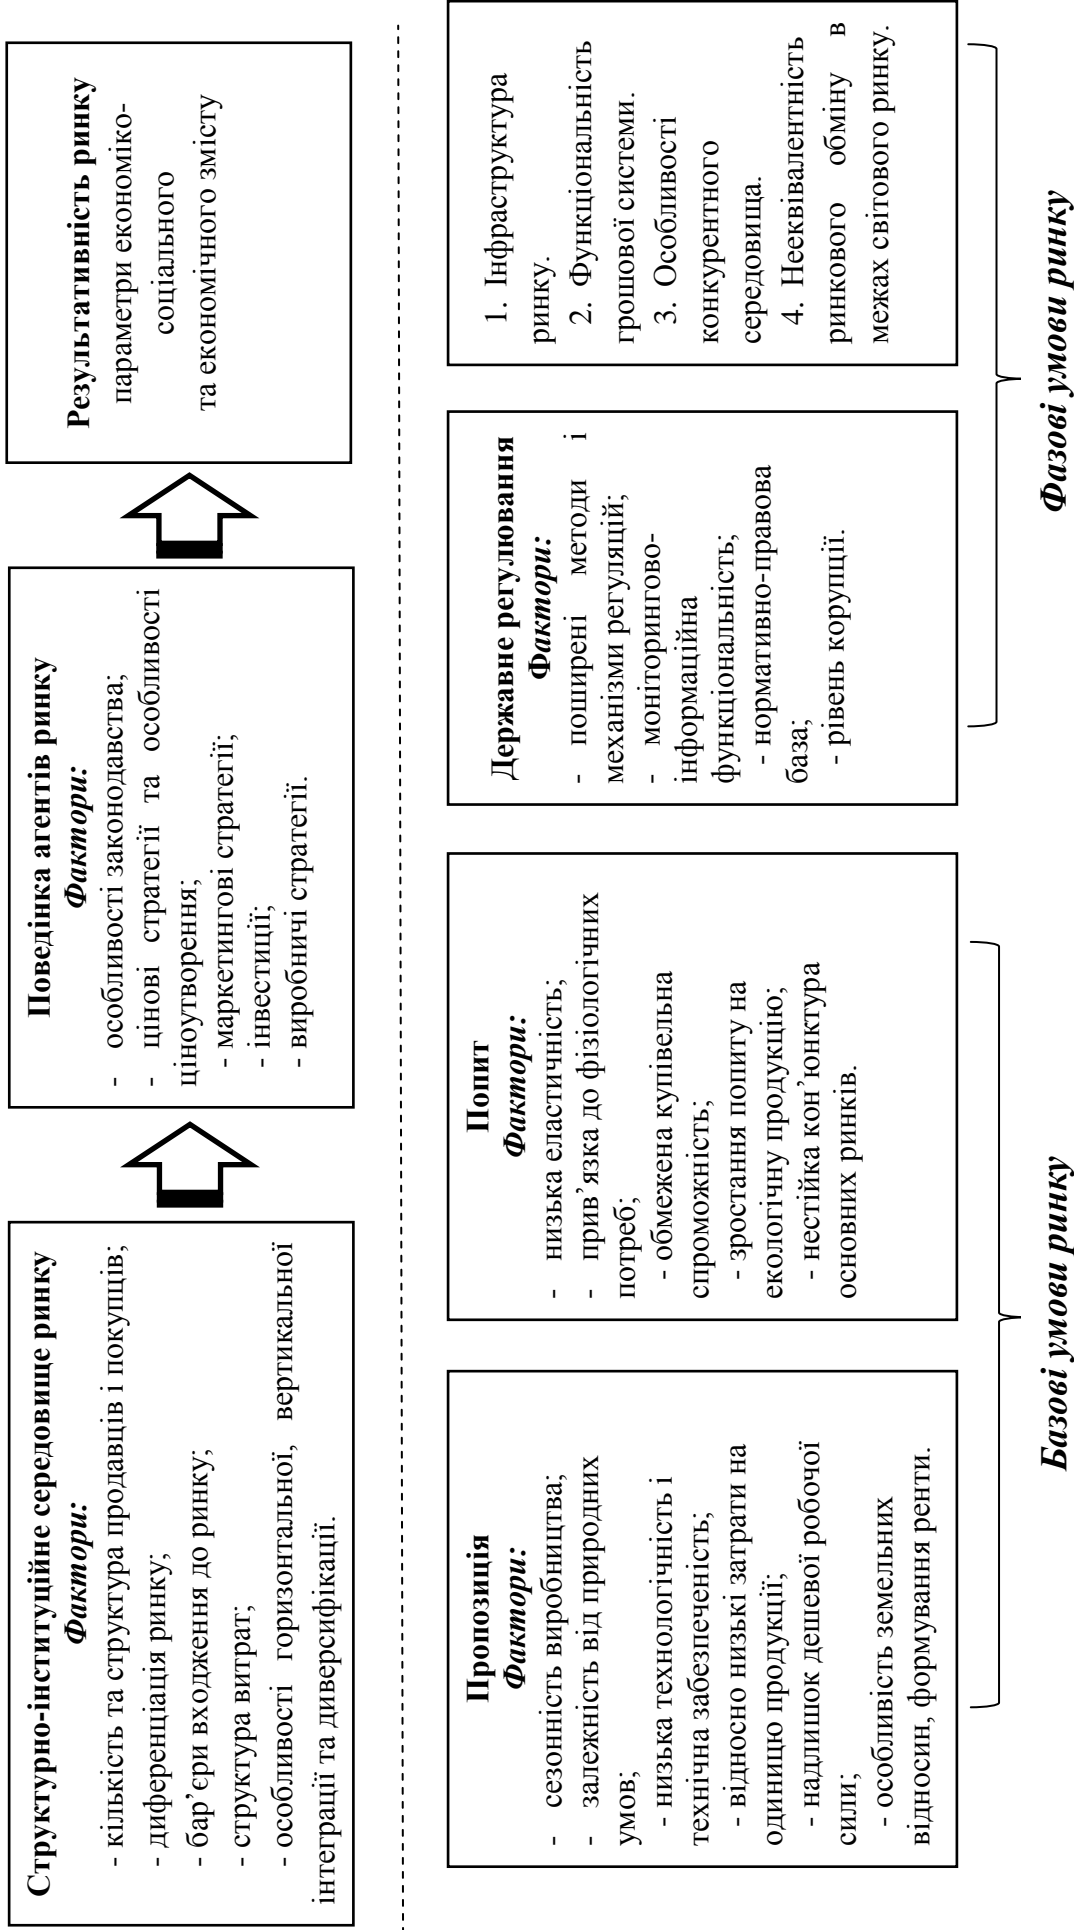 Структурно-інституційне середовище ринку
Фактори:
- кількість та структура продавців і покупців;
- диференціація ринку;
- бар’єри входження до ринку;
- структура витрат;
- особливості горизонтальної, вертикальної
інтеграції та диверсифікації.
Поведінка агентів ринку
Фактори:
- особливості законодавства;
- цінові стратегії та особливості
ціноутворення;
- маркетингові стратегії;
- інвестиції;
- виробничі стратегії.
Результативність ринку
параметри економіко-
соціального
та економічного змісту
Пропозиція
Фактори:
- сезонність виробництва;
- залежність від природних
умов;
- низька технологічність і
технічна забезпеченість;
- відносно низькі затрати на
одиницю продукції;
- надлишок дешевої робочої
сили;
- особливість земельних
відносин, формування ренти.
Попит
Фактори:
- низька еластичність;
- прив’язка до фізіологічних
потреб;
- обмежена купівельна
спроможність;
- зростання попиту на
екологічну продукцію;
- нестійка кон’юнктура
основних ринків.
Державне регулювання
Фактори:
- поширені методи і
механізми регуляцій;
- моніторингово-
інформаційна
функціональність;
- нормативно-правова
база;
- рівень корупції.
1. Інфраструктура
ринку.
2. Функціональність
грошової системи.
3. Особливості
конкурентного
середовища.
4. Нееквівалентність
ринкового обміну в
межах світового ринку.
Базові умови ринку
Фазові умови ринку